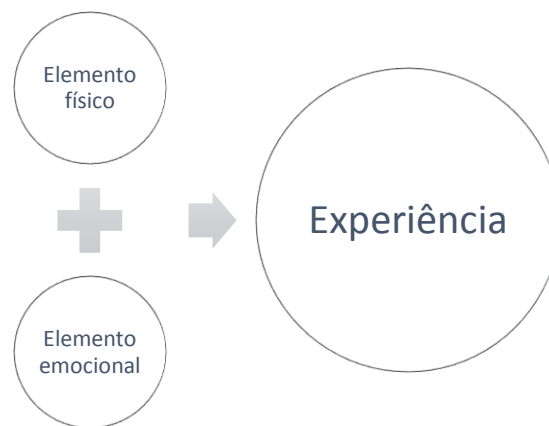 Elemento
físico
Experiência
Elemento
emocional